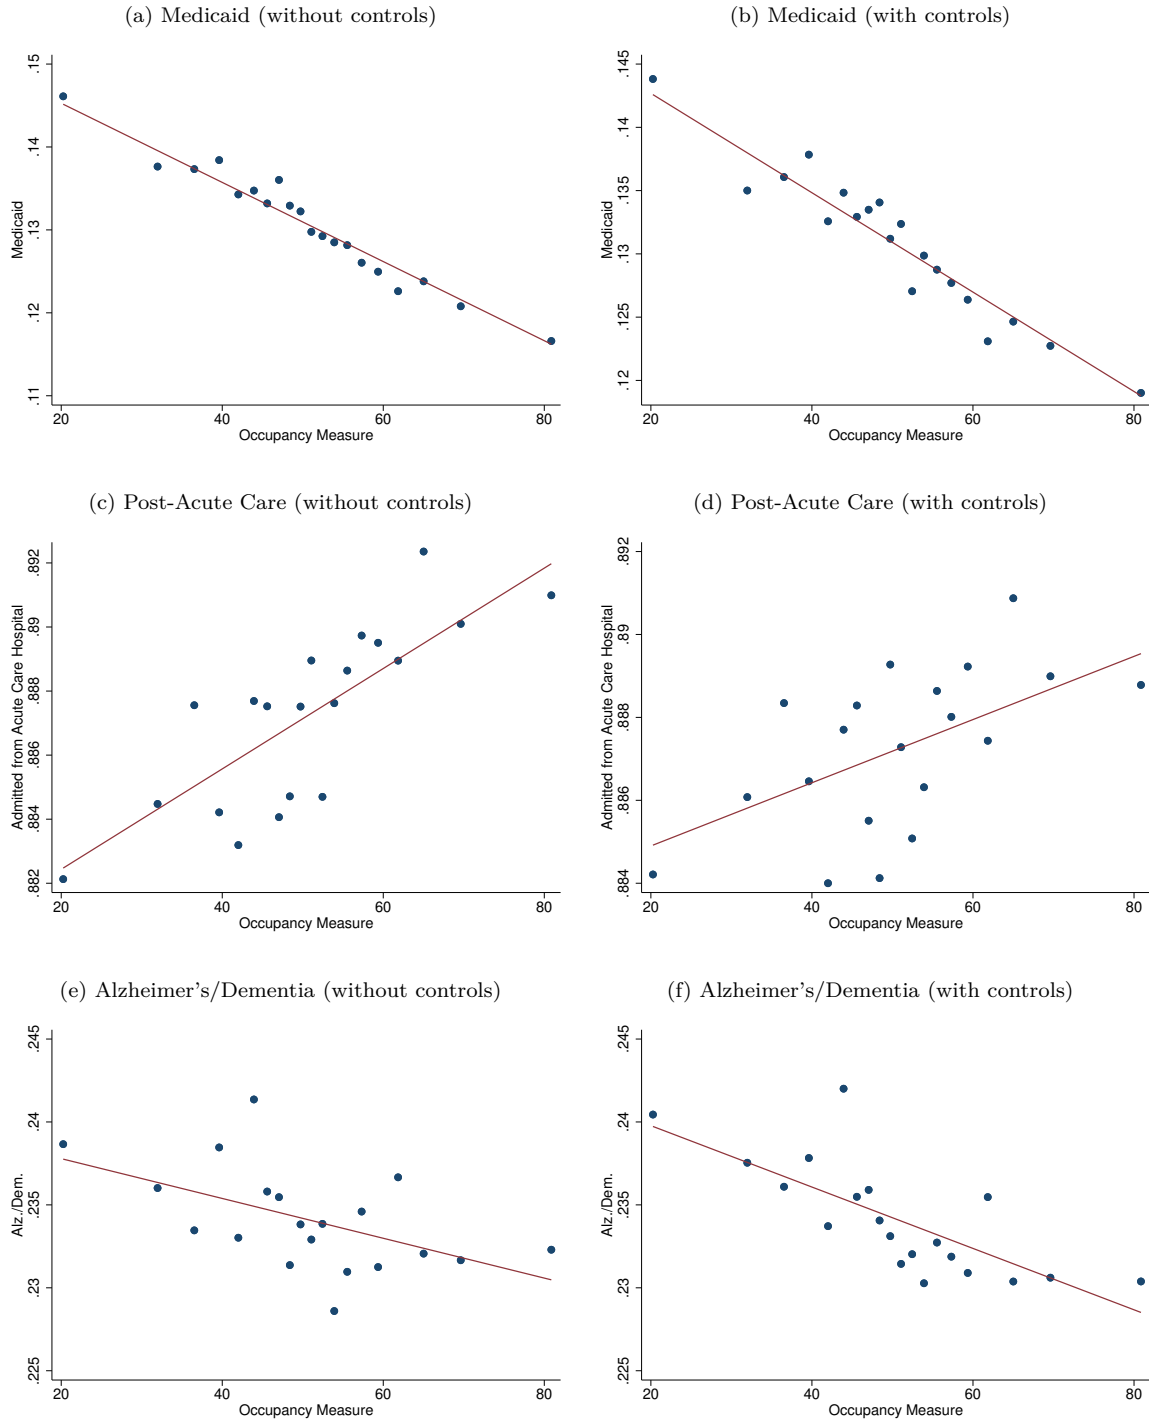 (a) Medicaid (without controls)
.15
.14
.13
.12
.11
Medicaid
20 40 60 80
Occupancy Measure
(b) Medicaid (with controls)
.145
.14
.135
.13
.125
.12
Medicaid
20 40 60 80
Occupancy Measure
(c) Post-Acute Care (without controls)
.892
.89
.888
.886
.884
.882
Admitted from Acute Care Hospital
20 40 60 80
Occupancy Measure
(d) Post-Acute Care (with controls)
.892
.89
.888
.886
.884
Admitted from Acute Care Hospital
20 40 60 80
Occupancy Measure
(e) Alzheimer's/Dementia (without controls)
.245
.24
.235
.23
.225
Alz./Dem.
20 40 60 80
Occupancy Measure
(f) Alzheimer's/Dementia (with controls)
.245
.24
.235
.23
.225
Alz./Dem.
20 40 60 80
Occupancy Measure